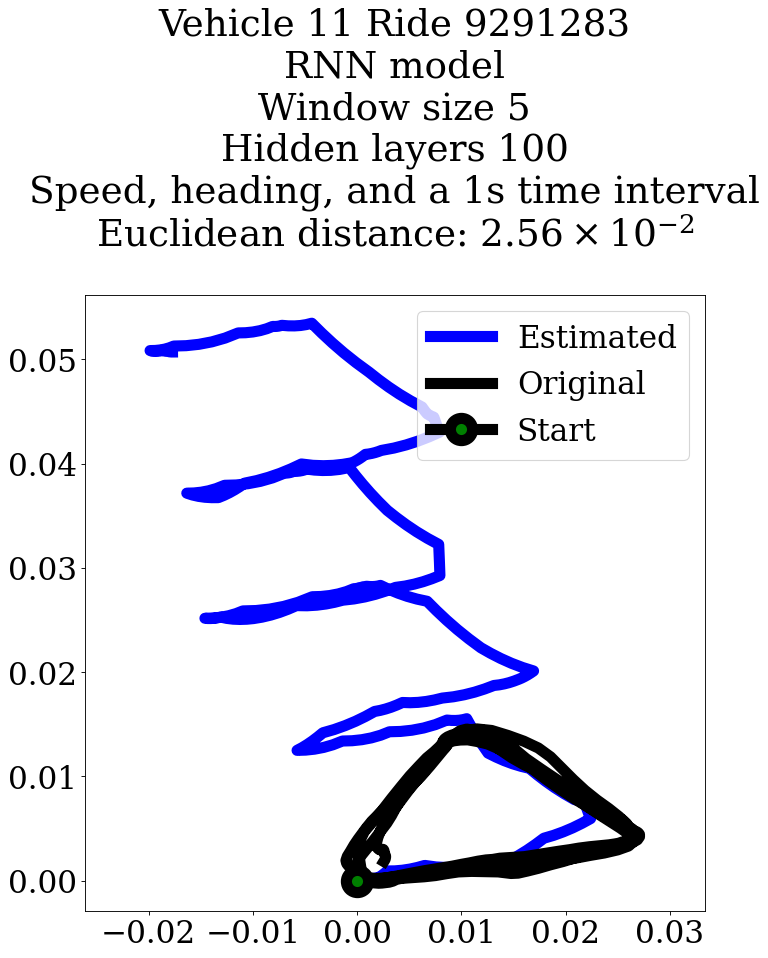 Vehicle 11 Ride 9291283
RNN model
Window size 5
Hidden layers 100
Speed, heading, and a 1s time interval
Euclidean distance: 2.56 × 10⁻²
Estimated
Original
Start
0.05
0.04
0.03
0.02
0.01
0.00
−0.02 −0.01 0.00 0.01 0.02 0.03